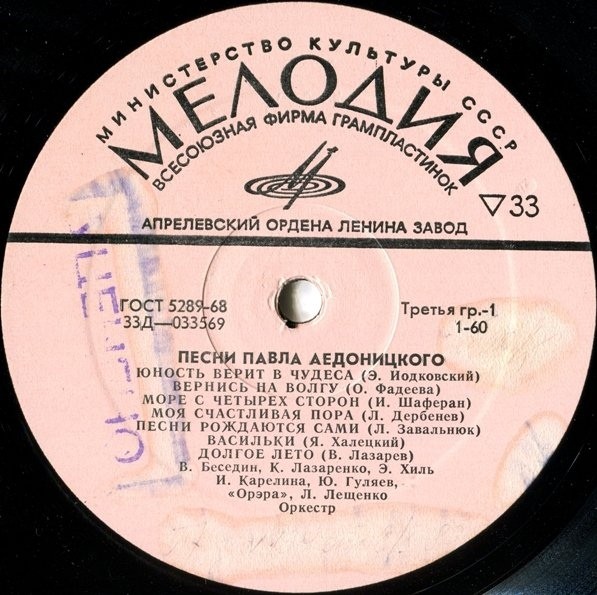 МИНИСТЕРСТВО КУЛЬТУРЫ СССР
МЕЛОДИЯ
ВСЕСОЮЗНАЯ ФИРМА ГРАМПЛАСТИНОК
33
АПРЕЛЕВСКИЙ ОРДЕНА ЛЕНИНА ЗАВОД
ГОСТ 5289-68
33Д—033569
Третья гр.-1
1-60
ПЕСНИ ПАВЛА АЕДОНИЦКОГО
ЮНОСТЬ ВЕРИТ В ЧУДЕСА (Э. Иодковский)
ВЕРНИСЬ НА ВОЛГУ (О. Фадеева)
МОРЕ С ЧЕТЫРЕХ СТОРОН (И. Шаферан)
МОЯ СЧАСТЛИВАЯ ПОРА (Л. Дербенев)
ПЕСНИ РОЖДАЮТСЯ САМИ (Л. Завальнюк)
ВАСИЛЬКИ (Я. Халецкий)
ДОЛГОЕ ЛЕТО (В. Лазарев)
В. Беседин, К. Лазаренко, Э. Хиль
И. Карелина, Ю. Гуляев,
«Орэра», Л. Лещенко
Оркестр